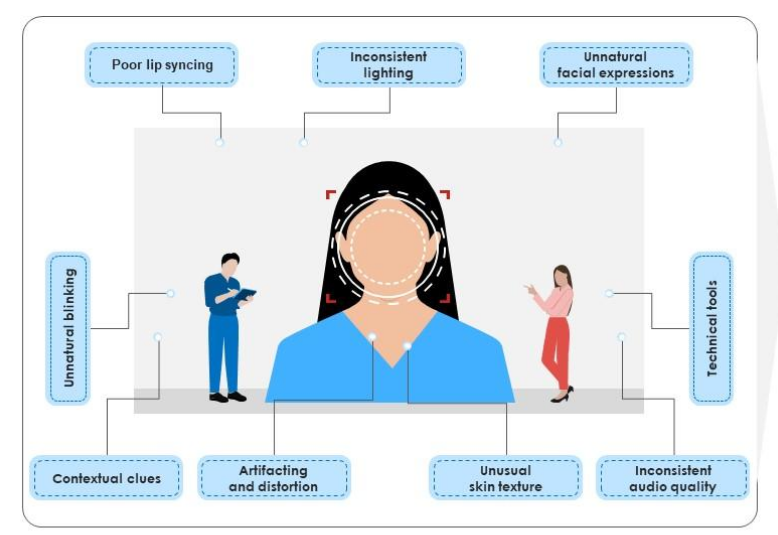 Poor lip syncing
Inconsistent
lighting
Unnatural
facial expressions
Unnatural blinking
Technical tools
Contextual clues
Artifacting
and distortion
Unusual
skin texture
Inconsistent
audio quality